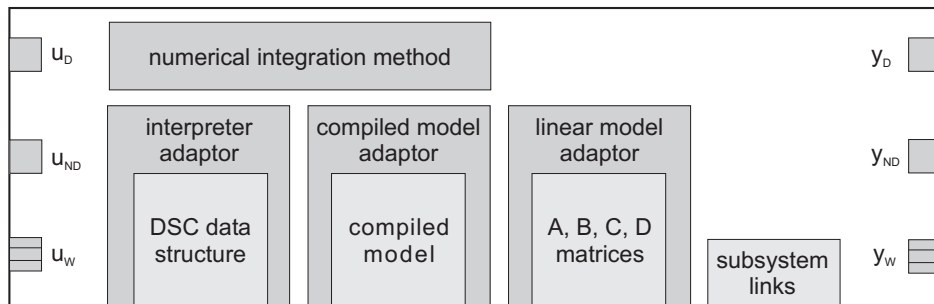 u_D
numerical integration method
y_D
interpreter
adaptor
compiled model
adaptor
linear model
adaptor
u_ND
y_ND
DSC data
structure
compiled
model
A, B, C, D
matrices
u_W
subsystem
links
y_W